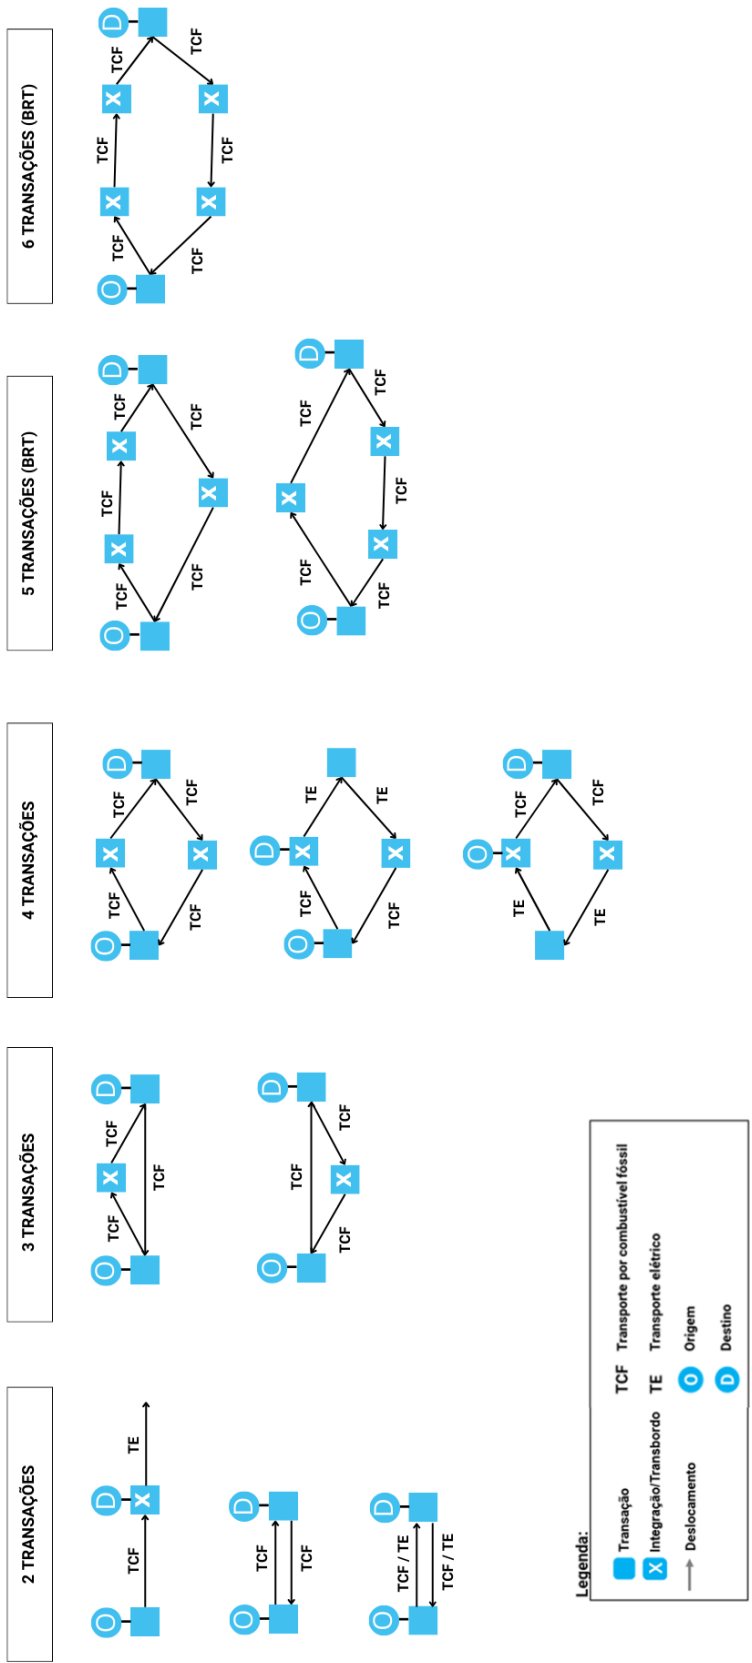 2 TRANSAÇÕES
O
TCF
D
X
TE
O
TCF
TCF
D
O
TCF / TE
TCF / TE
D
3 TRANSAÇÕES
O
TCF
X
TCF
D
TCF
O
TCF
D
TCF
X
TCF
4 TRANSAÇÕES
O
TCF
X
TCF
D
TCF
X
TCF
O
TCF
D
X
TE
TE
X
TCF
TE
O
X
TCF
D
TE
X
TCF
5 TRANSAÇÕES (BRT)
O
TCF
X
TCF
X
TCF
D
TCF
X
TCF
O
TCF
X
TCF
D
TCF
X
TCF
X
TCF
6 TRANSAÇÕES (BRT)
O
TCF
X
TCF
X
TCF
D
TCF
X
TCF
X
TCF
Legenda:
Transação
X Integração/Transbordo
Deslocamento
TCF Transporte por combustível fóssil
TE Transporte elétrico
O Origem
D Destino